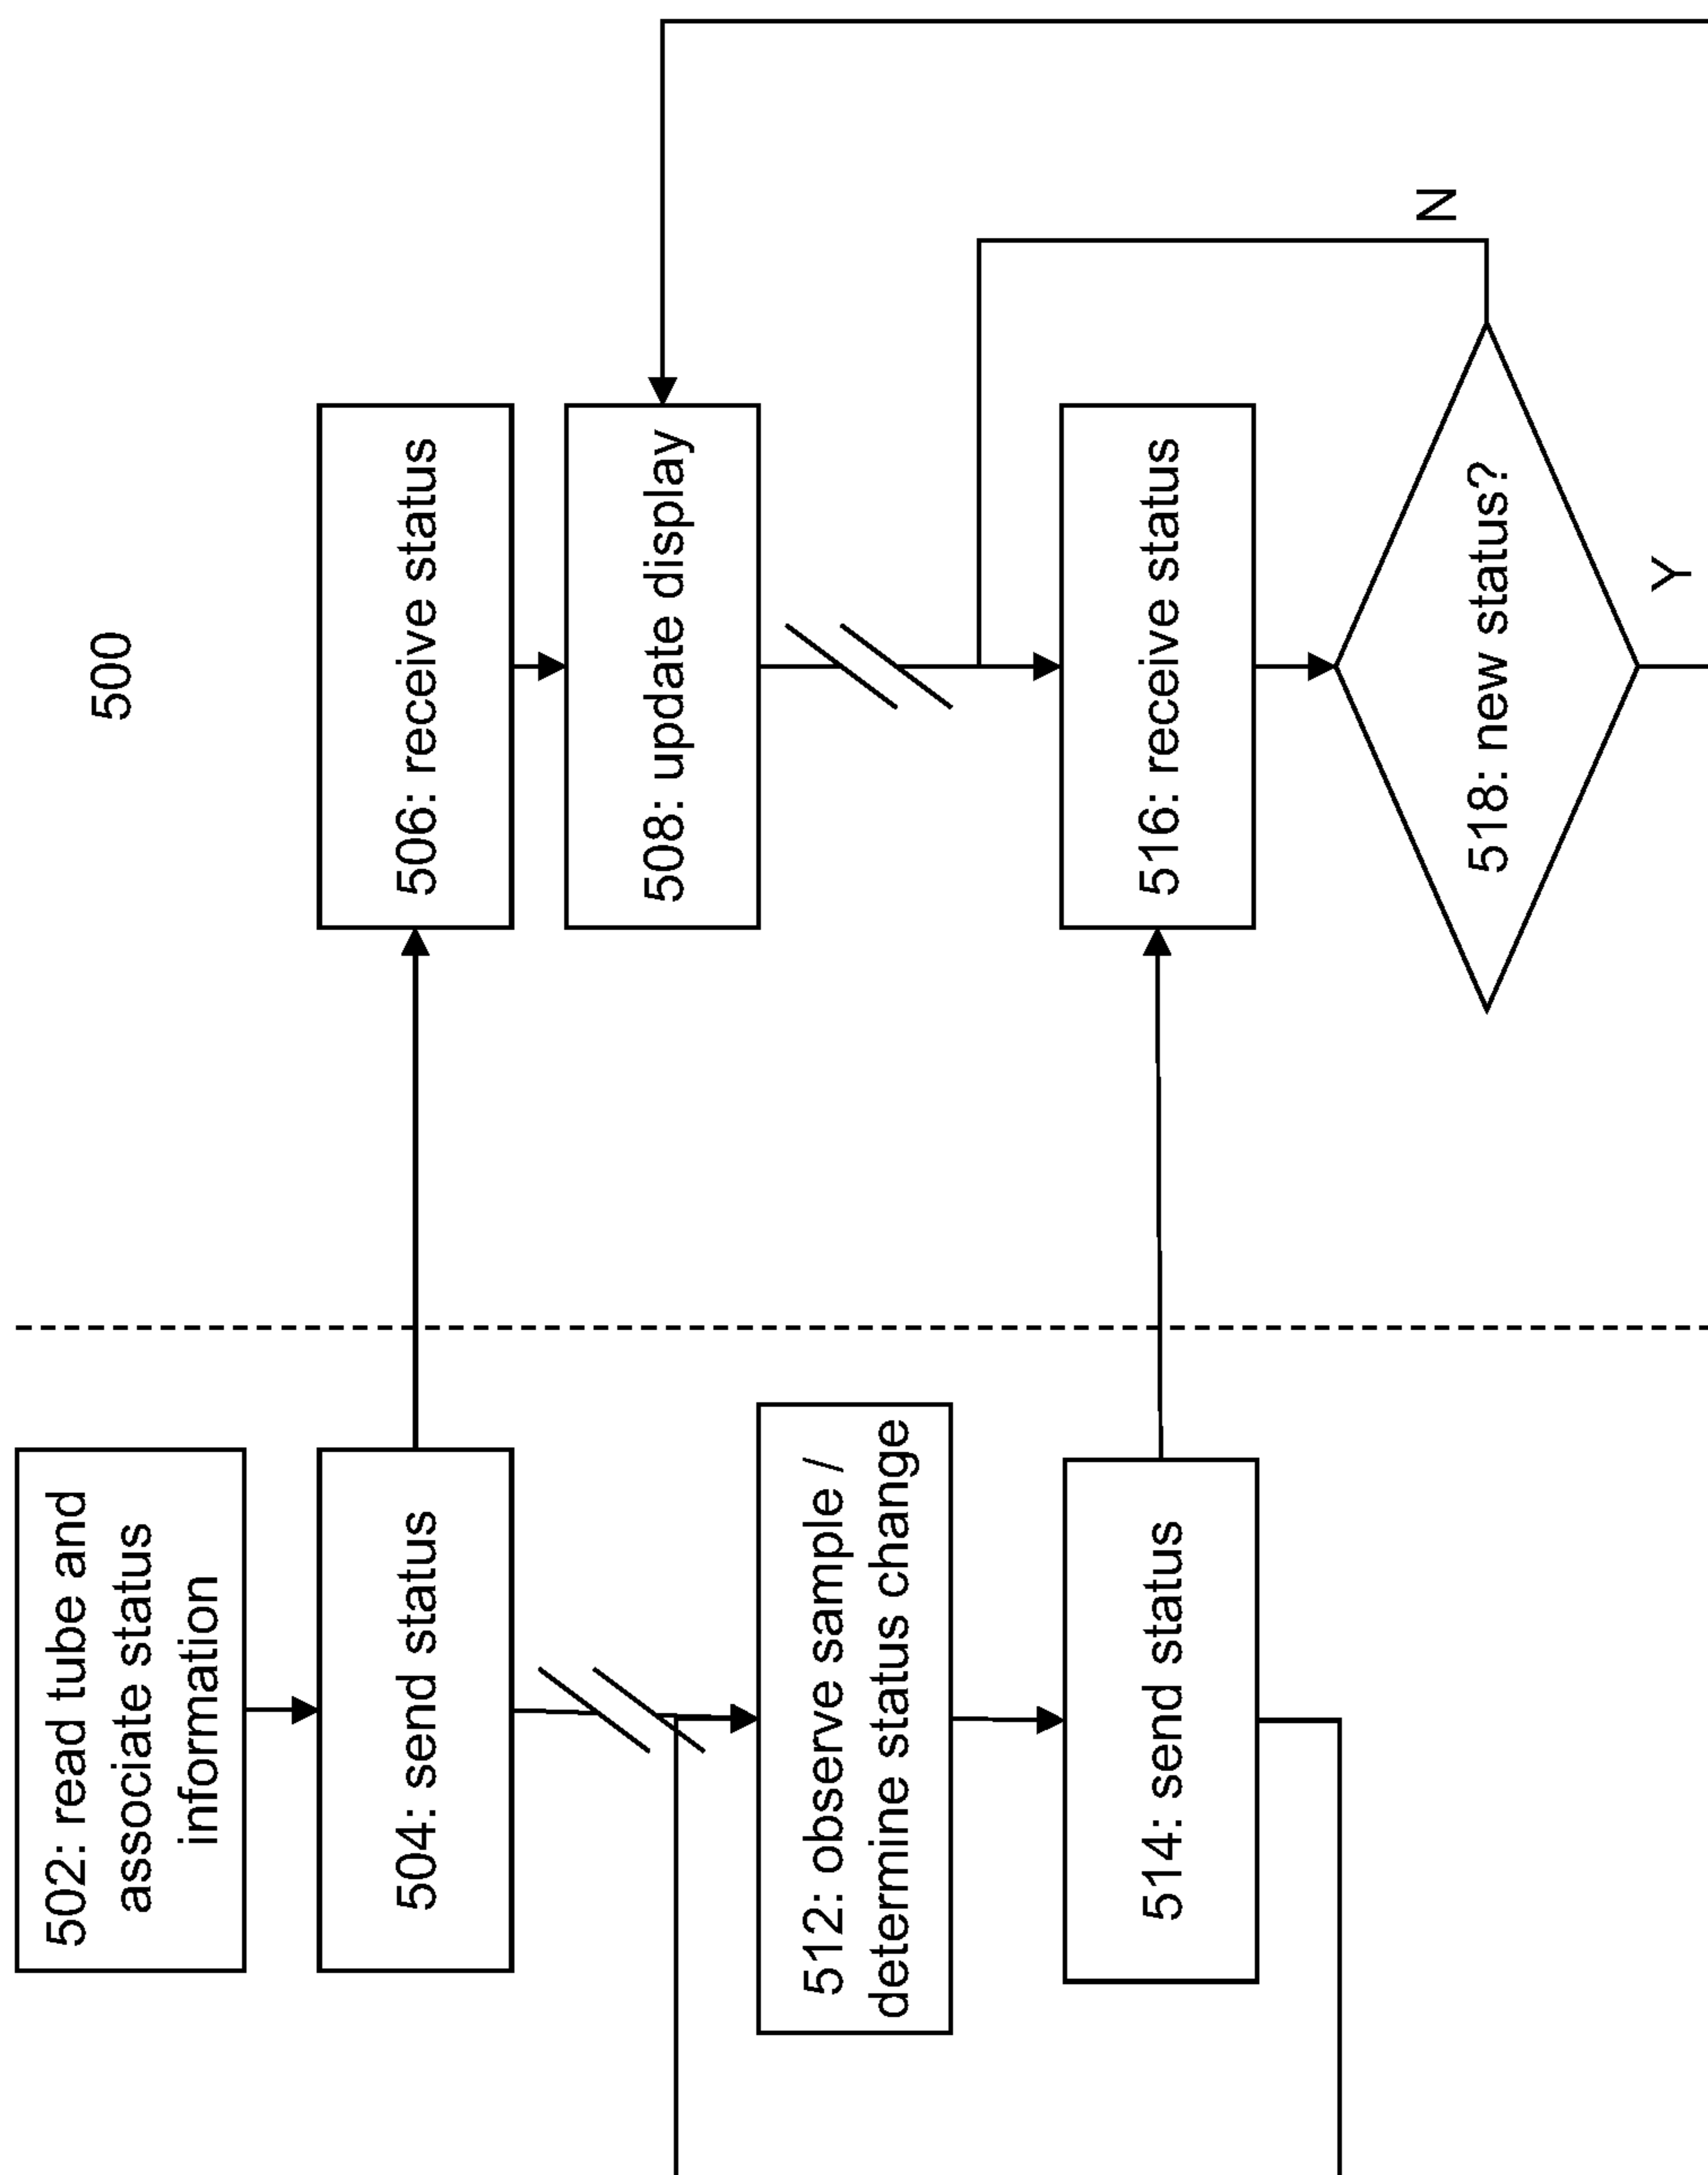 500
502: read tube and
associate status
information
504: send status
506: receive status
508: update display
512: observe sample /
determine status change
514: send status
516: receive status
518: new status?
N
Y